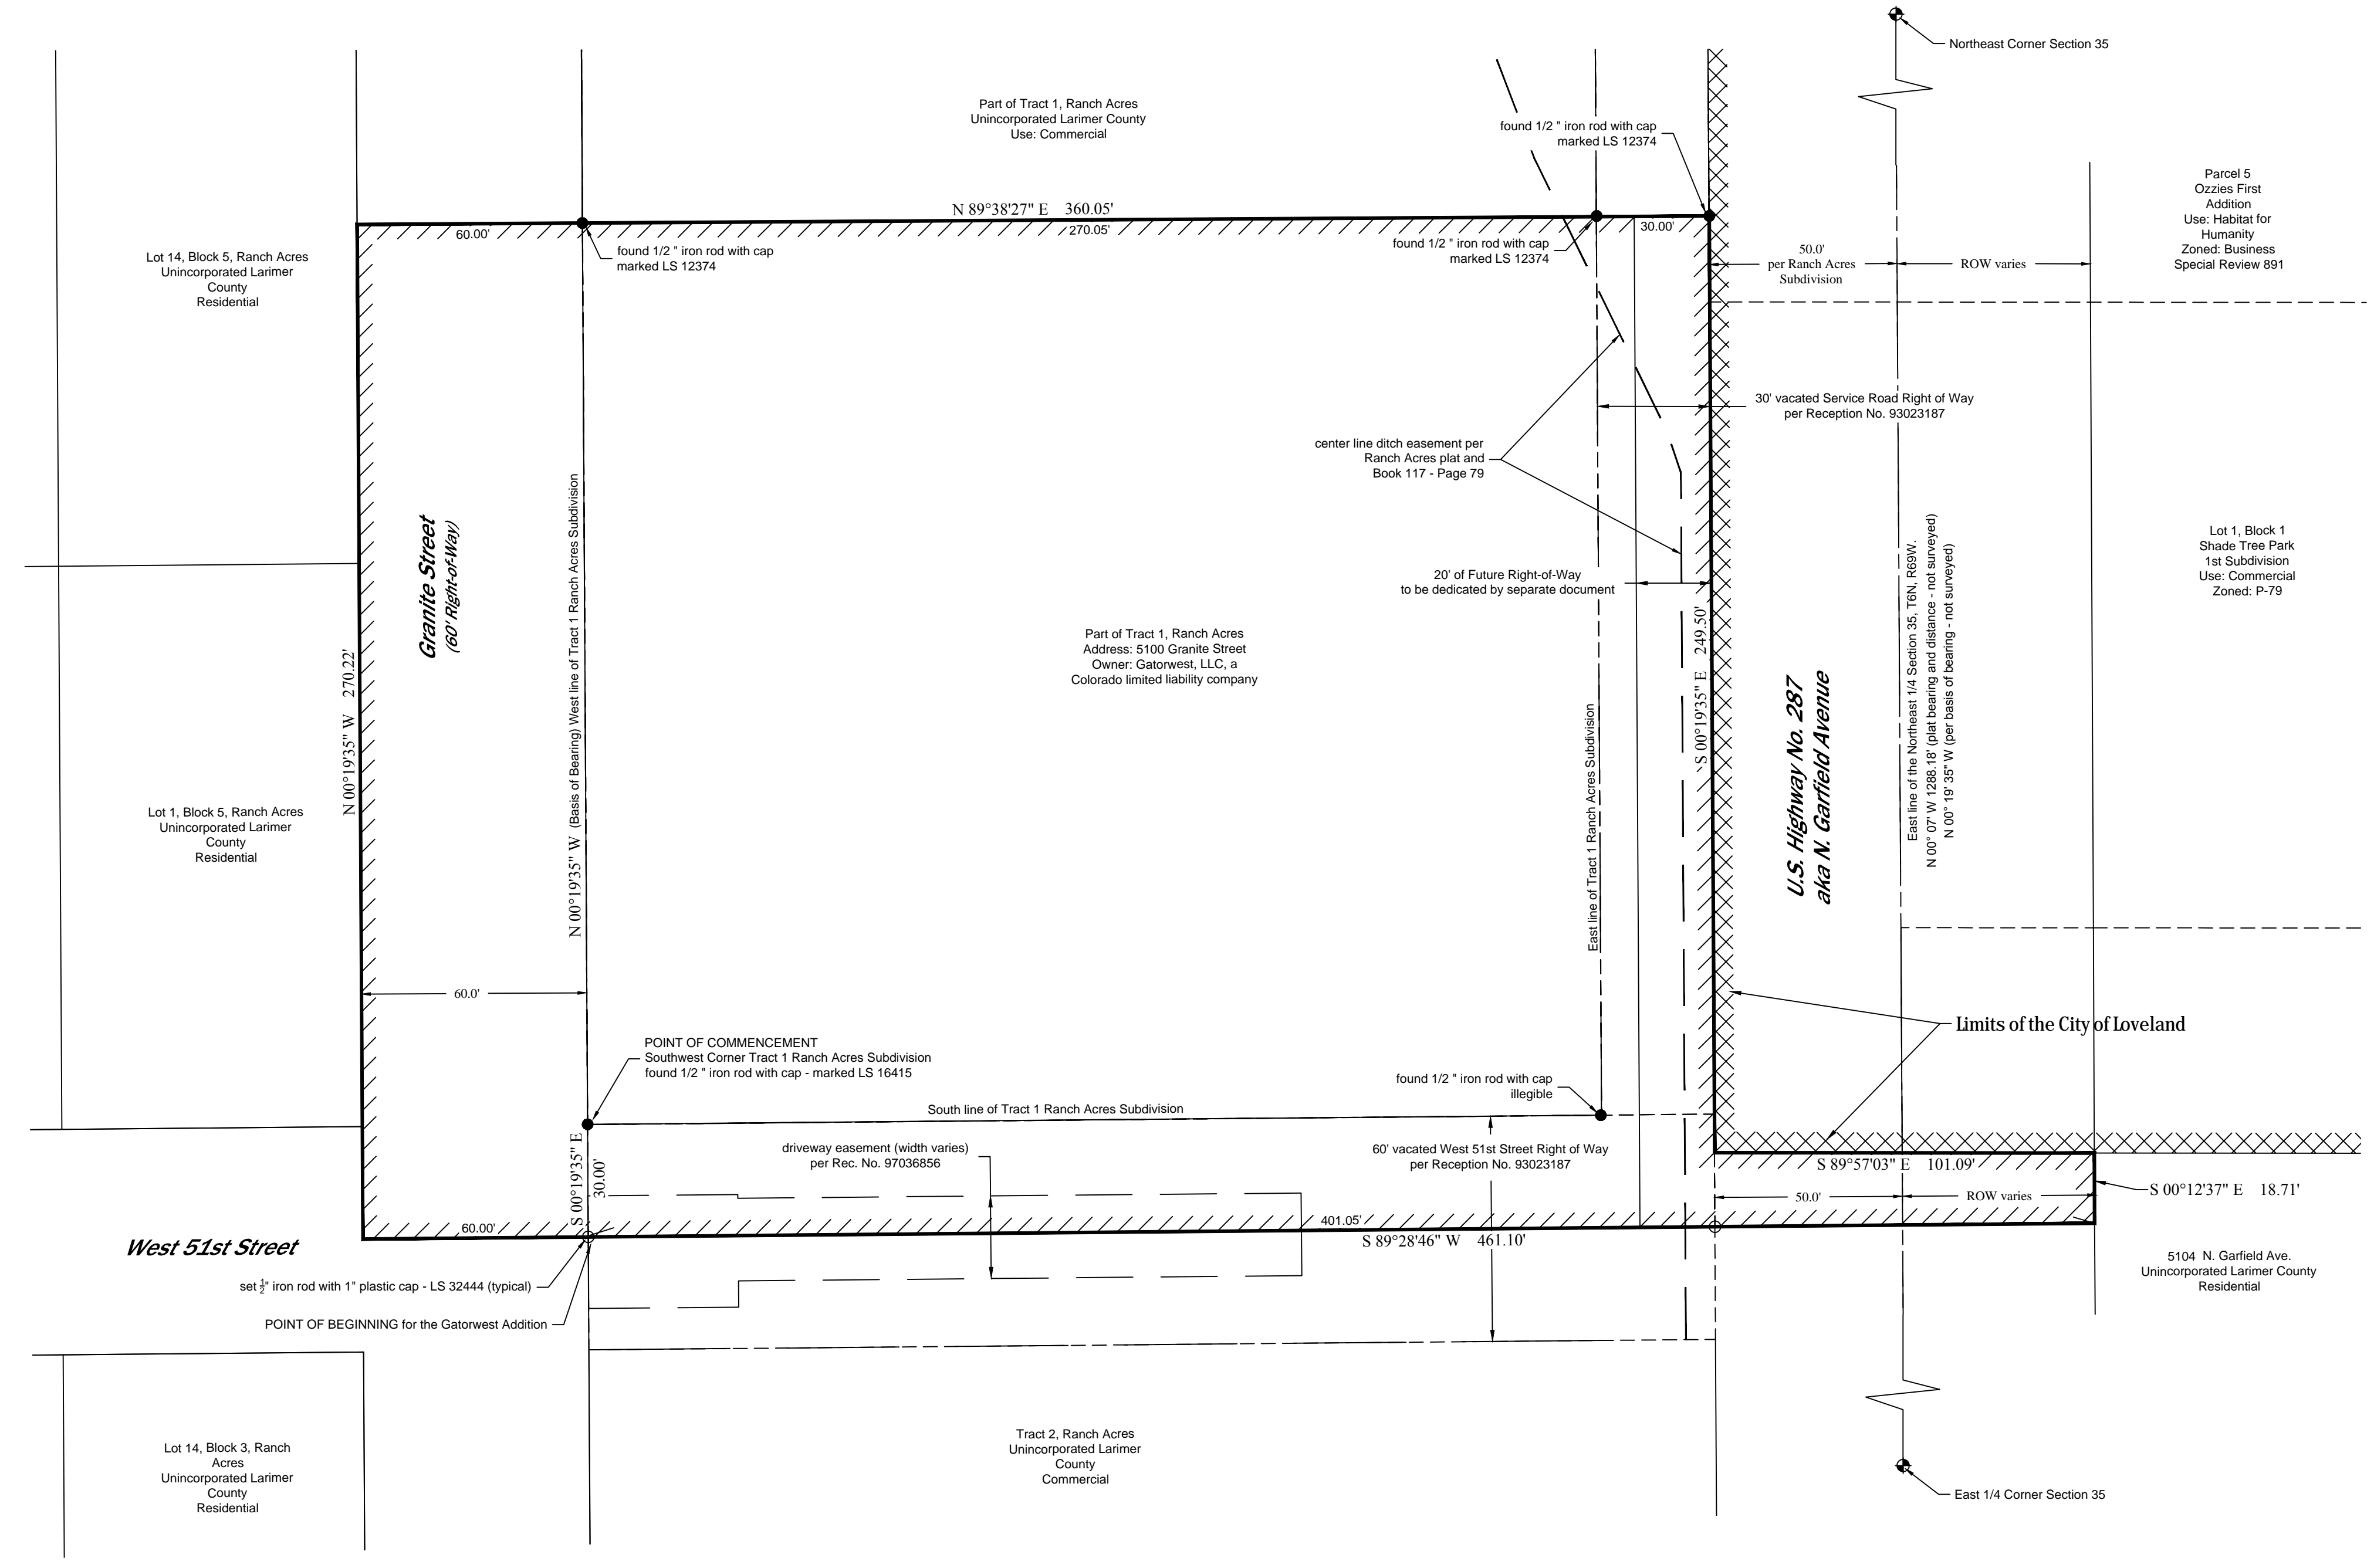 Northeast Corner Section 35
Part of Tract 1, Ranch Acres
Unincorporated Larimer County
Use: Commercial
found 1/2 " iron rod with cap
marked LS 12374
Parcel 5
Ozzies First
Addition
Use: Habitat for
Humanity
Zoned: Business
Special Review 891
N 89°38'27" E 360.05'
60.00'
270.05'
30.00'
found 1/2 " iron rod with cap
marked LS 12374
found 1/2 " iron rod with cap
marked LS 12374
Lot 14, Block 5, Ranch Acres
Unincorporated Larimer
County
Residential
50.0'
per Ranch Acres
Subdivision
ROW varies
30' vacated Service Road Right of Way
per Reception No. 93023187
center line ditch easement per
Ranch Acres plat and
Book 117 - Page 79
Granite Street
(60' Right-of-Way)
N 00°19'35" W (Basis of Bearing) West line of Tract 1 Ranch Acres Subdivision
20' of Future Right-of-Way
to be dedicated by separate document
S 00°19'35" E 249.50'
East line of the Northeast 1/4 Section 35, T6N, R69W.
N 00° 07' W 1288.18' (plat bearing and distance - not surveyed)
N 00° 19' 35" W (per basis of bearing - not surveyed)
Lot 1, Block 1
Shade Tree Park
1st Subdivision
Use: Commercial
Zoned: P-79
Part of Tract 1, Ranch Acres
Address: 5100 Granite Street
Owner: Gatorwest, LLC, a
Colorado limited liability company
N 00°19'35" W 270.22'
East line of Tract 1 Ranch Acres Subdivision
U.S. Highway No. 287
aka N. Garfield Avenue
Lot 1, Block 5, Ranch Acres
Unincorporated Larimer
County
Residential
60.0'
Limits of the City of Loveland
POINT OF COMMENCEMENT
Southwest Corner Tract 1 Ranch Acres Subdivision
found 1/2 " iron rod with cap - marked LS 16415
found 1/2 " iron rod with cap
illegible
South line of Tract 1 Ranch Acres Subdivision
S 00°19'35" E
30.00'
driveway easement (width varies)
per Rec. No. 97036856
60' vacated West 51st Street Right of Way
per Reception No. 93023187
S 89°57'03" E 101.09'
S 00°12'37" E 18.71'
50.0'
ROW varies
60.00'
401.05'
S 89°28'46" W 461.10'
West 51st Street
set 1/2" iron rod with 1" plastic cap - LS 32444 (typical)
POINT OF BEGINNING for the Gatorwest Addition
5104 N. Garfield Ave.
Unincorporated Larimer County
Residential
Lot 14, Block 3, Ranch
Acres
Unincorporated Larimer
County
Residential
Tract 2, Ranch Acres
Unincorporated Larimer
County
Commercial
East 1/4 Corner Section 35